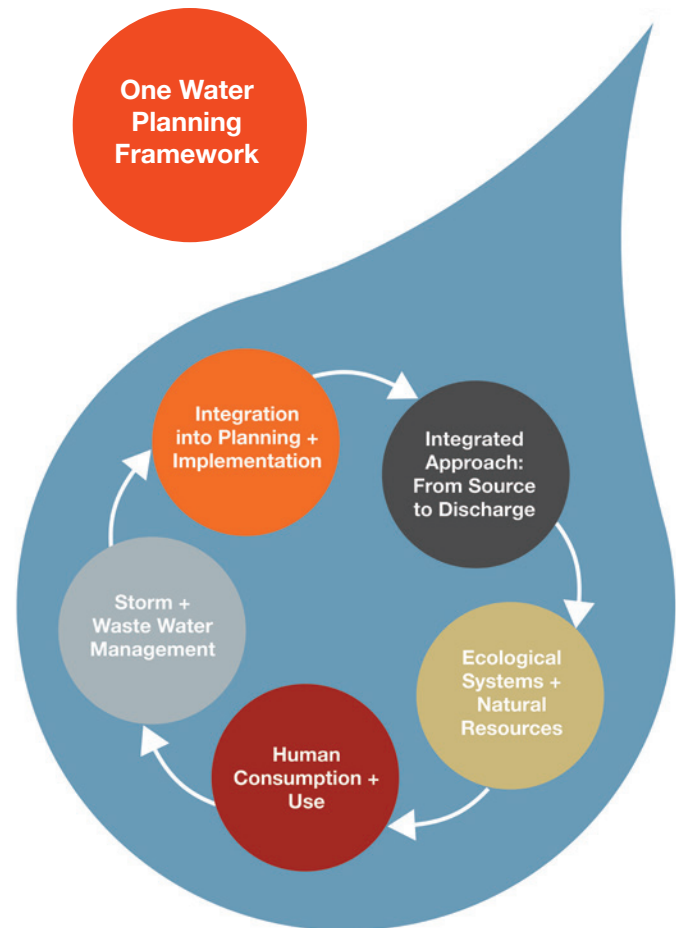 One Water
Planning
Framework
Integration
into Planning +
Implementation
Integrated
Approach:
From Source
to Discharge
Ecological
Systems +
Natural
Resources
Human
Consumption +
Use
Storm +
Waste Water
Management